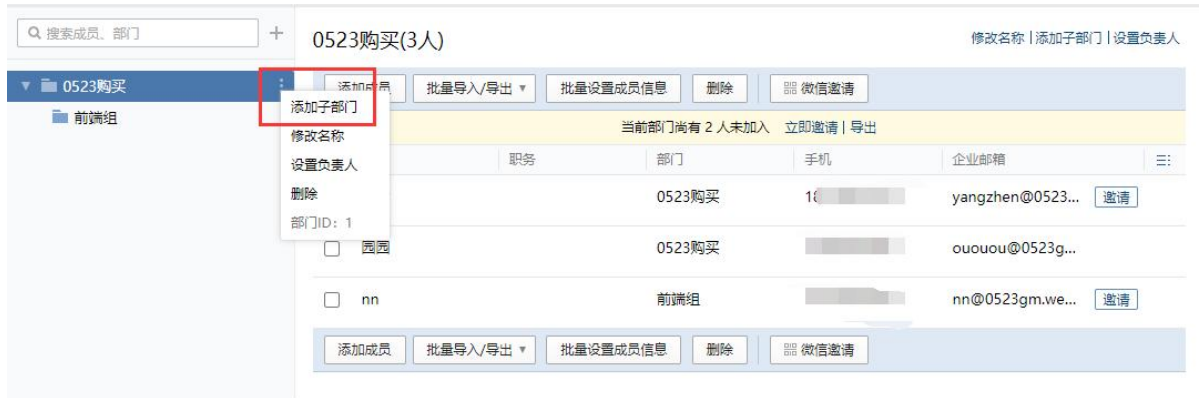 搜索成员、部门
0523购买
前端组
添加子部门
修改名称
设置负责人
删除
部门ID: 1
0523购买(3人)
修改名称 | 添加子部门 | 设置负责人
添加成员 批量导入/导出 批量设置成员信息 删除 微信邀请
当前部门尚有 2 人未加入 立即邀请 | 导出
职务 部门 手机 企业邮箱
0523购买 yangzhen@0523... 邀请
园园 0523购买 ououou@0523g...
nn 前端组 nn@0523gm.we... 邀请
添加成员 批量导入/导出 批量设置成员信息 删除 微信邀请